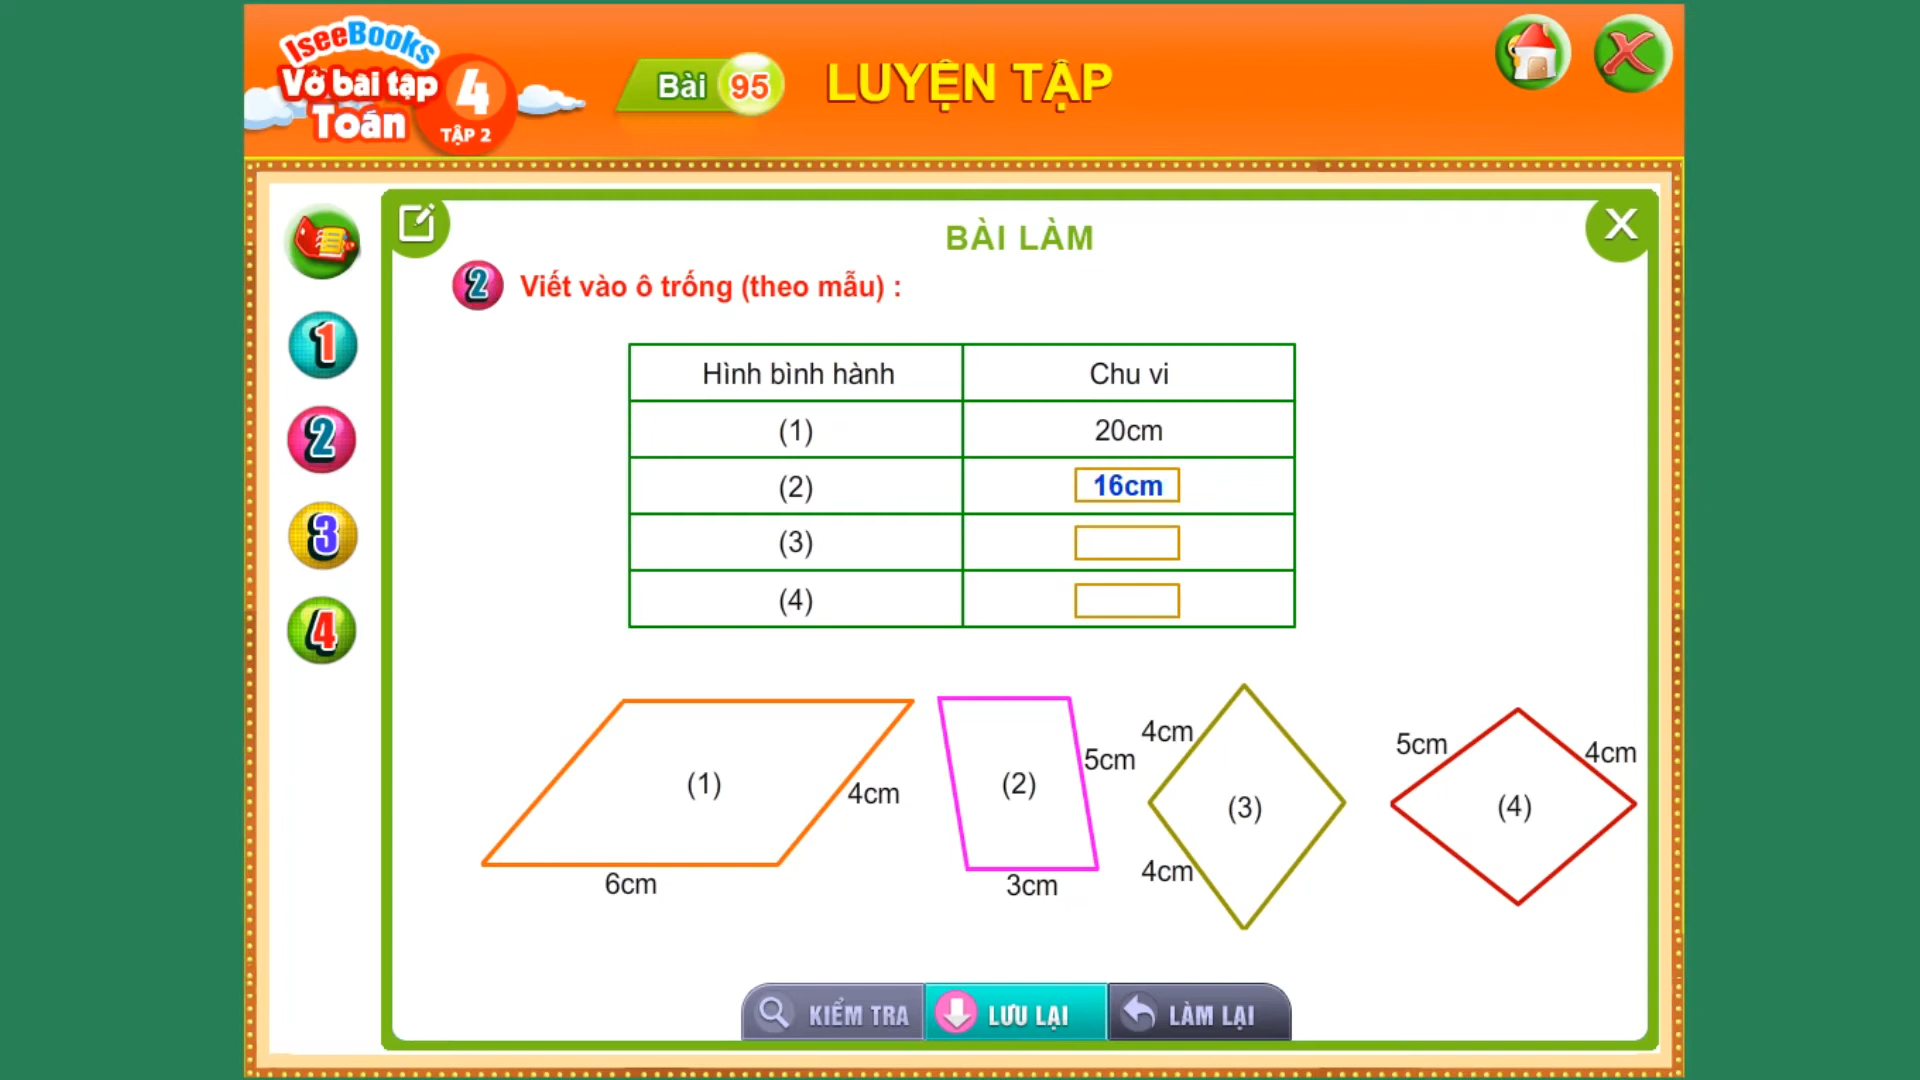 IseeBooks
Vở bài tập
Toán
4
TẬP 2
Bài 95
LUYỆN TẬP
BÀI LÀM
2 Viết vào ô trống (theo mẫu) :
1
2
3
4
Hình bình hành Chu vi
(1) 20cm
(2) 16cm
(3)
(4)
(1)
4cm
6cm
(2)
5cm
3cm
4cm
(3)
4cm
5cm
4cm
(4)
KIỂM TRA
LƯU LẠI
LÀM LẠI